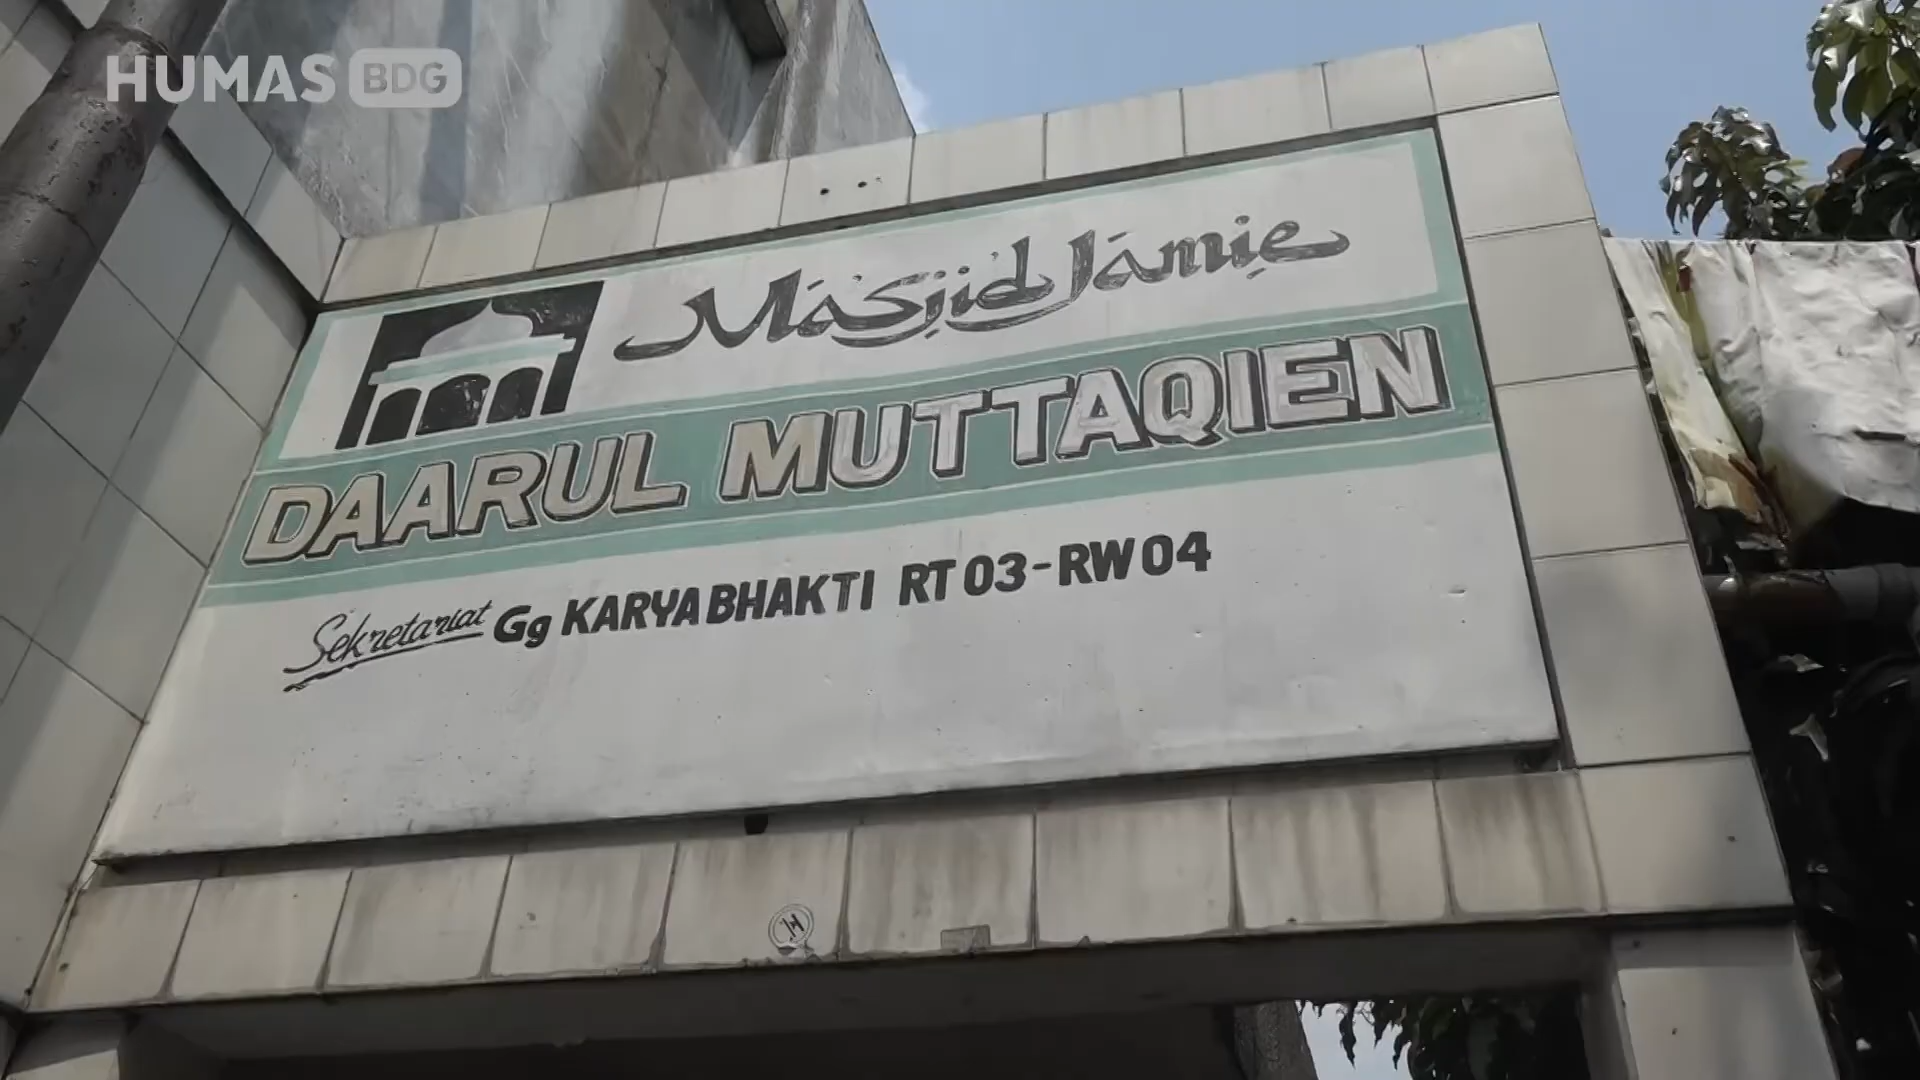 HUMAS BDG
Masjid Jamie
DAARUL MUTTAQIEN
Sekretariat Gg KARYA BHAKTI RT 03-RW 04